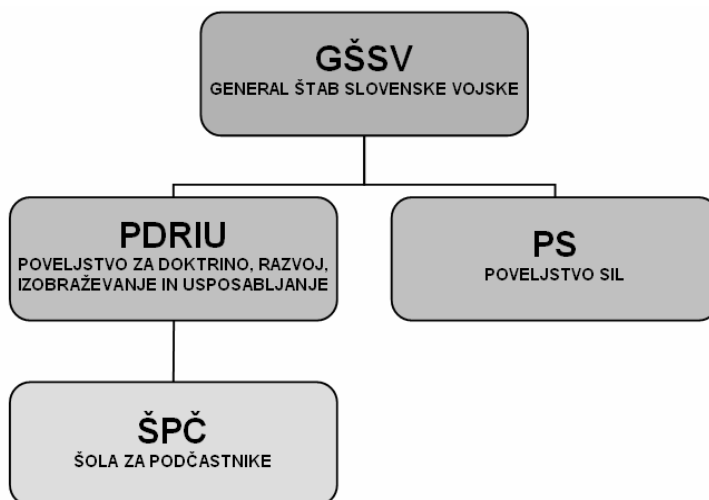 GŠSV
GENERAL ŠTAB SLOVENSKE VOJSKE
PDRIU
POVELJSTVO ZA DOKTRINO, RAZVOJ,
IZOBRAŽEVANJE IN USPOSABLJANJE
PS
POVELJSTVO SIL
ŠPČ
ŠOLA ZA PODČASTNIKE